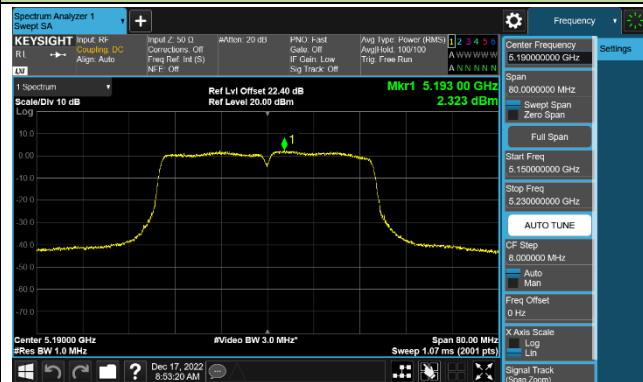 Spectrum Analyzer 1
Swept SA
Frequency
KEYSIGHT
RL
LXI
Input: RF
Coupling: DC
Align: Auto
Input Z: 50 Ω
Corrections: Off
Freq Ref: Int (S)
NFE: Off
#Atten: 20 dB
PNO: Fast
Gate: Off
IF Gain: Low
Sig Track: Off
Avg Type: Power (RMS)
Avg|Hold: 100/100
Trig: Free Run
1 2 3 4 5 6
A W W W W W
A N N N N N
1 Spectrum
Scale/Div 10 dB
Log
Ref Lvl Offset 22.40 dB
Ref Level 20.00 dBm
Mkr1 5.193 00 GHz
2.323 dBm
10.0
0.00
-10.0
-20.0
-30.0
-40.0
-50.0
-60.0
-70.0
1
Center 5.19000 GHz
#Res BW 1.0 MHz
#Video BW 3.0 MHz*
Span 80.00 MHz
Sweep 1.07 ms (2001 pts)
Center Frequency
5.190000000 GHz
Span
80.0000000 MHz
Swept Span
Zero Span
Full Span
Start Freq
5.150000000 GHz
Stop Freq
5.230000000 GHz
AUTO TUNE
CF Step
8.000000 MHz
Auto
Man
Freq Offset
0 Hz
X Axis Scale
Log
Lin
Signal Track
(Span Zoom)
Settings
?
Dec 17, 2022
8:53:20 AM